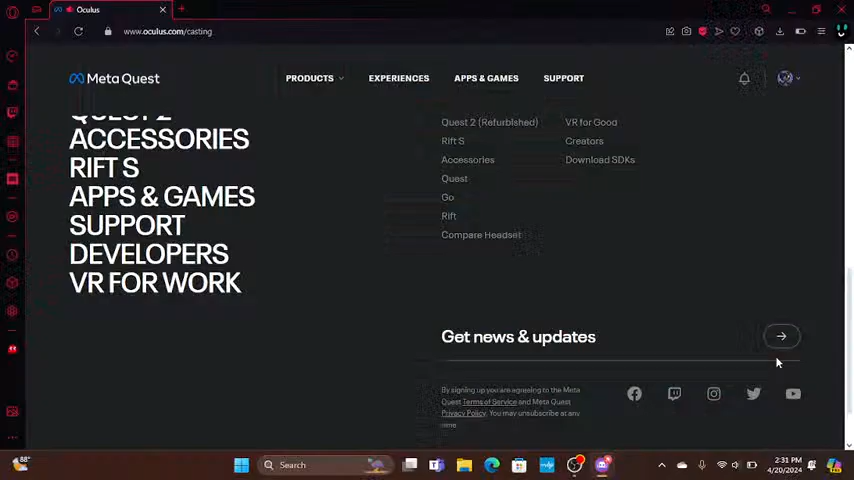 Oculus
www.oculus.com/casting
Meta Quest
PRODUCTS
EXPERIENCES
APPS & GAMES
SUPPORT
QUEST 2
ACCESSORIES
RIFT S
APPS & GAMES
SUPPORT
DEVELOPERS
VR FOR WORK
Quest 2 (Refurbished)
Rift S
Accessories
Quest
Go
Rift
Compare Headset
VR for Good
Creators
Download SDKs
Get news & updates
By signing up you are agreeing to the Meta
Quest Terms of Service and Meta Quest
Privacy Policy. You may unsubscribe at any
time.
88°
Search
2:31 PM
4/20/2024